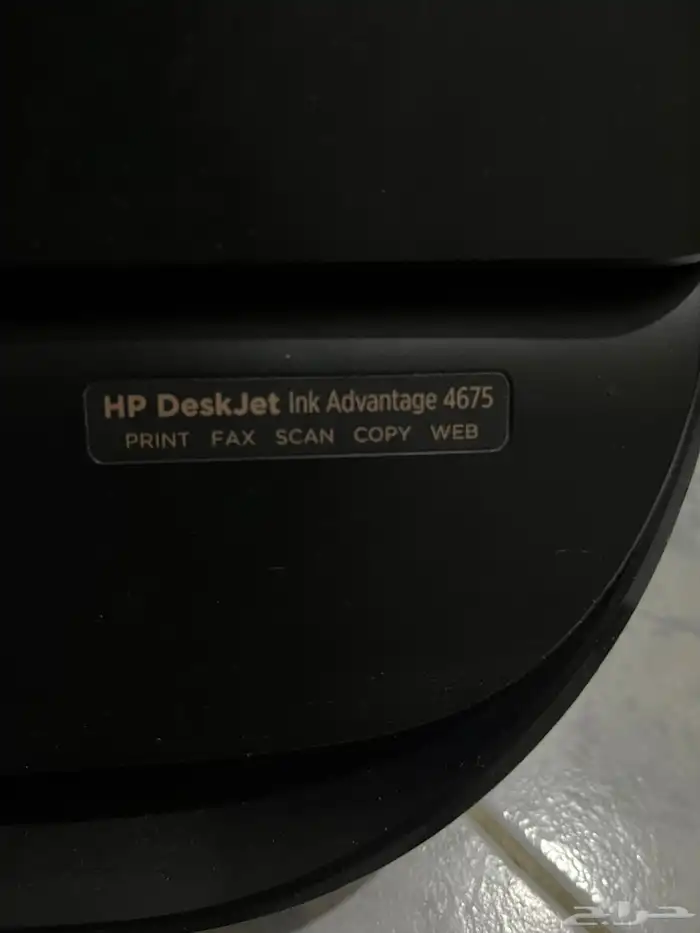 HP DeskJet Ink Advantage 4675
PRINT FAX SCAN COPY WEB
حراج